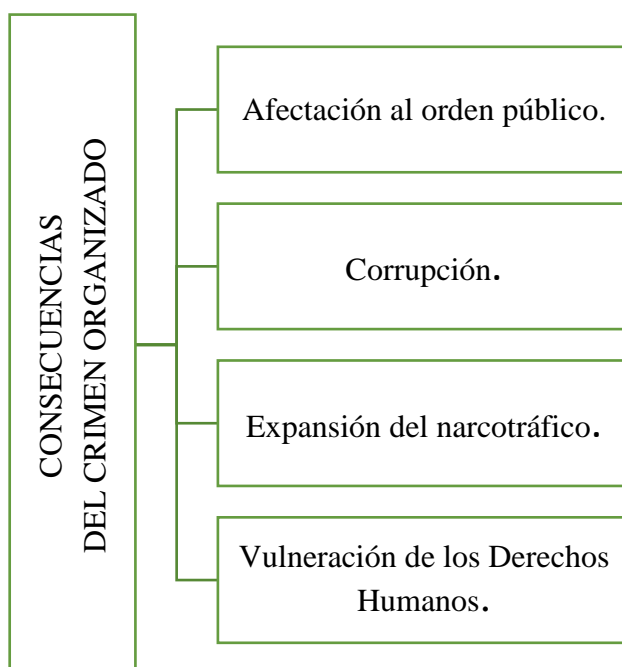 CONSECUENCIAS
DEL CRIMEN ORGANIZADO
Afectación al orden público.
Corrupción.
Expansión del narcotráfico.
Vulneración de los Derechos
Humanos.